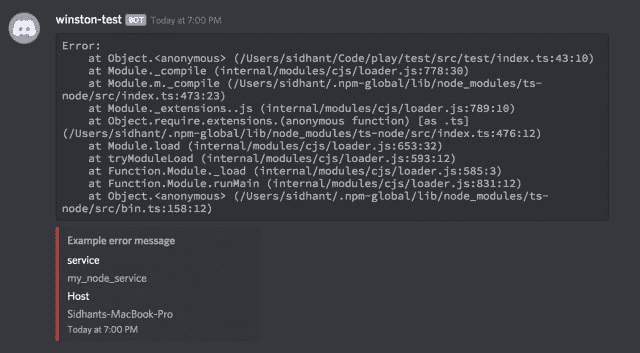 winston-test BOT Today at 7:00 PM
Error:
    at Object.<anonymous> (/Users/sidhant/Code/play/test/src/test/index.ts:43:10)
    at Module._compile (internal/modules/cjs/loader.js:778:30)
    at Module.m._compile (/Users/sidhant/.npm-global/lib/node_modules/ts-
node/src/index.ts:473:23)
    at Module._extensions..js (internal/modules/cjs/loader.js:789:10)
    at Object.require.extensions.(anonymous function) [as .ts]
(/Users/sidhant/.npm-global/lib/node_modules/ts-node/src/index.ts:476:12)
    at Module.load (internal/modules/cjs/loader.js:653:32)
    at tryModuleLoad (internal/modules/cjs/loader.js:593:12)
    at Function.Module._load (internal/modules/cjs/loader.js:585:3)
    at Function.Module.runMain (internal/modules/cjs/loader.js:831:12)
    at Object.<anonymous> (/Users/sidhant/.npm-global/lib/node_modules/ts-
node/src/bin.ts:158:12)
Example error message
service
my_node_service
Host
Sidhants-MacBook-Pro
Today at 7:00 PM